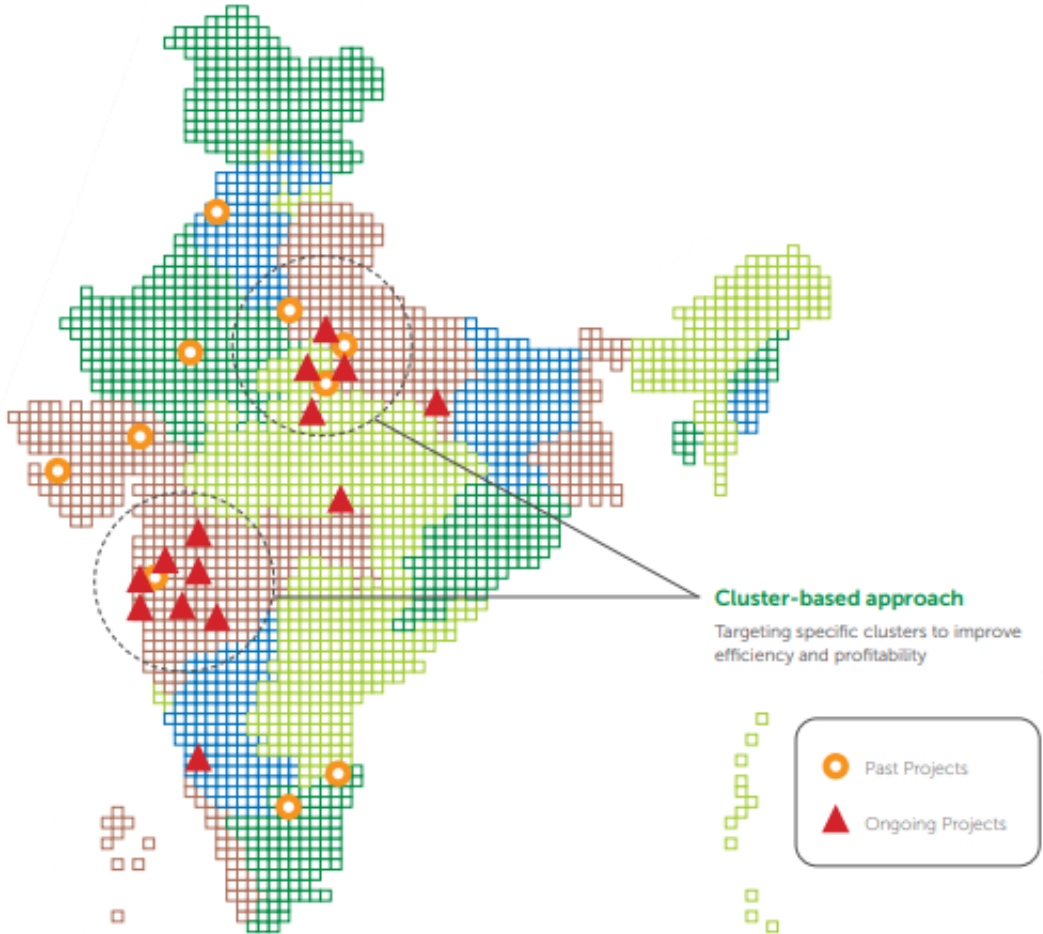 Cluster-based approach
Targeting specific clusters to improve
efficiency and profitability
Past Projects
Ongoing Projects